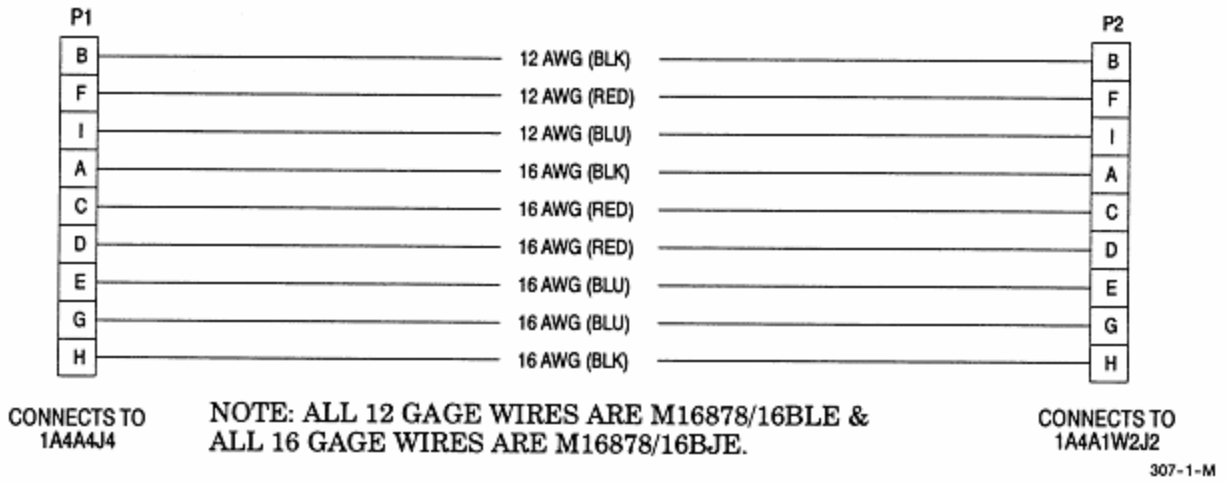 P1
P2
B 12 AWG (BLK) B
F 12 AWG (RED) F
I 12 AWG (BLU) I
A 16 AWG (BLK) A
C 16 AWG (RED) C
D 16 AWG (RED) D
E 16 AWG (BLU) E
G 16 AWG (BLU) G
H 16 AWG (BLK) H
CONNECTS TO
1A4A4J4
NOTE: ALL 12 GAGE WIRES ARE M16878/16BLE &
ALL 16 GAGE WIRES ARE M16878/16BJE.
CONNECTS TO
1A4A1W2J2
307-1-M